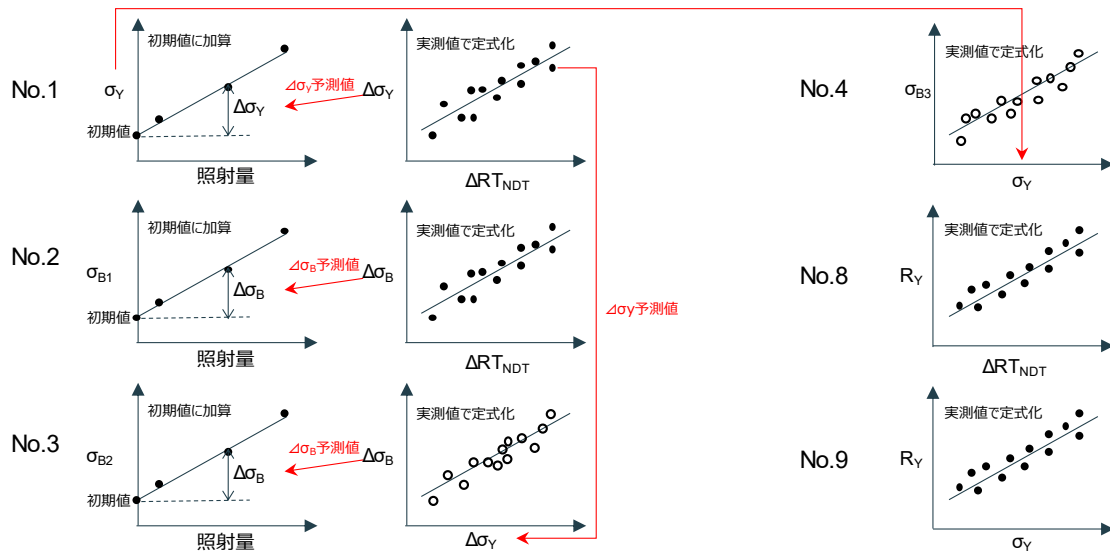 No.1
σY
初期値
初期値に加算
ΔσY
照射量
⊿σY予測値
ΔσY
実測値で定式化
ΔRTNDT
No.4
σB3
実測値で定式化
σY
No.2
σB1
初期値
初期値に加算
ΔσB
照射量
⊿σB予測値
ΔσB
実測値で定式化
ΔRTNDT
⊿σy予測値
No.8
RY
実測値で定式化
ΔRTNDT
No.3
σB2
初期値
初期値に加算
ΔσB
照射量
⊿σB予測値
ΔσB
実測値で定式化
ΔσY
No.9
RY
実測値で定式化
σY